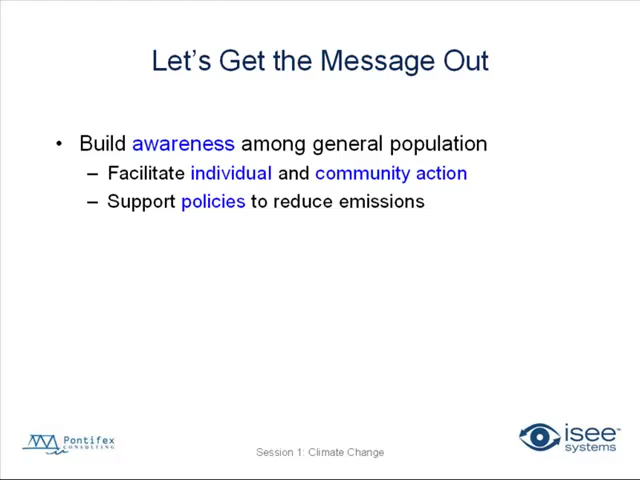 Let's Get the Message Out
• Build awareness among general population
– Facilitate individual and community action
– Support policies to reduce emissions
Pontifex
CONSULTING
Session 1: Climate Change
isee™
systems